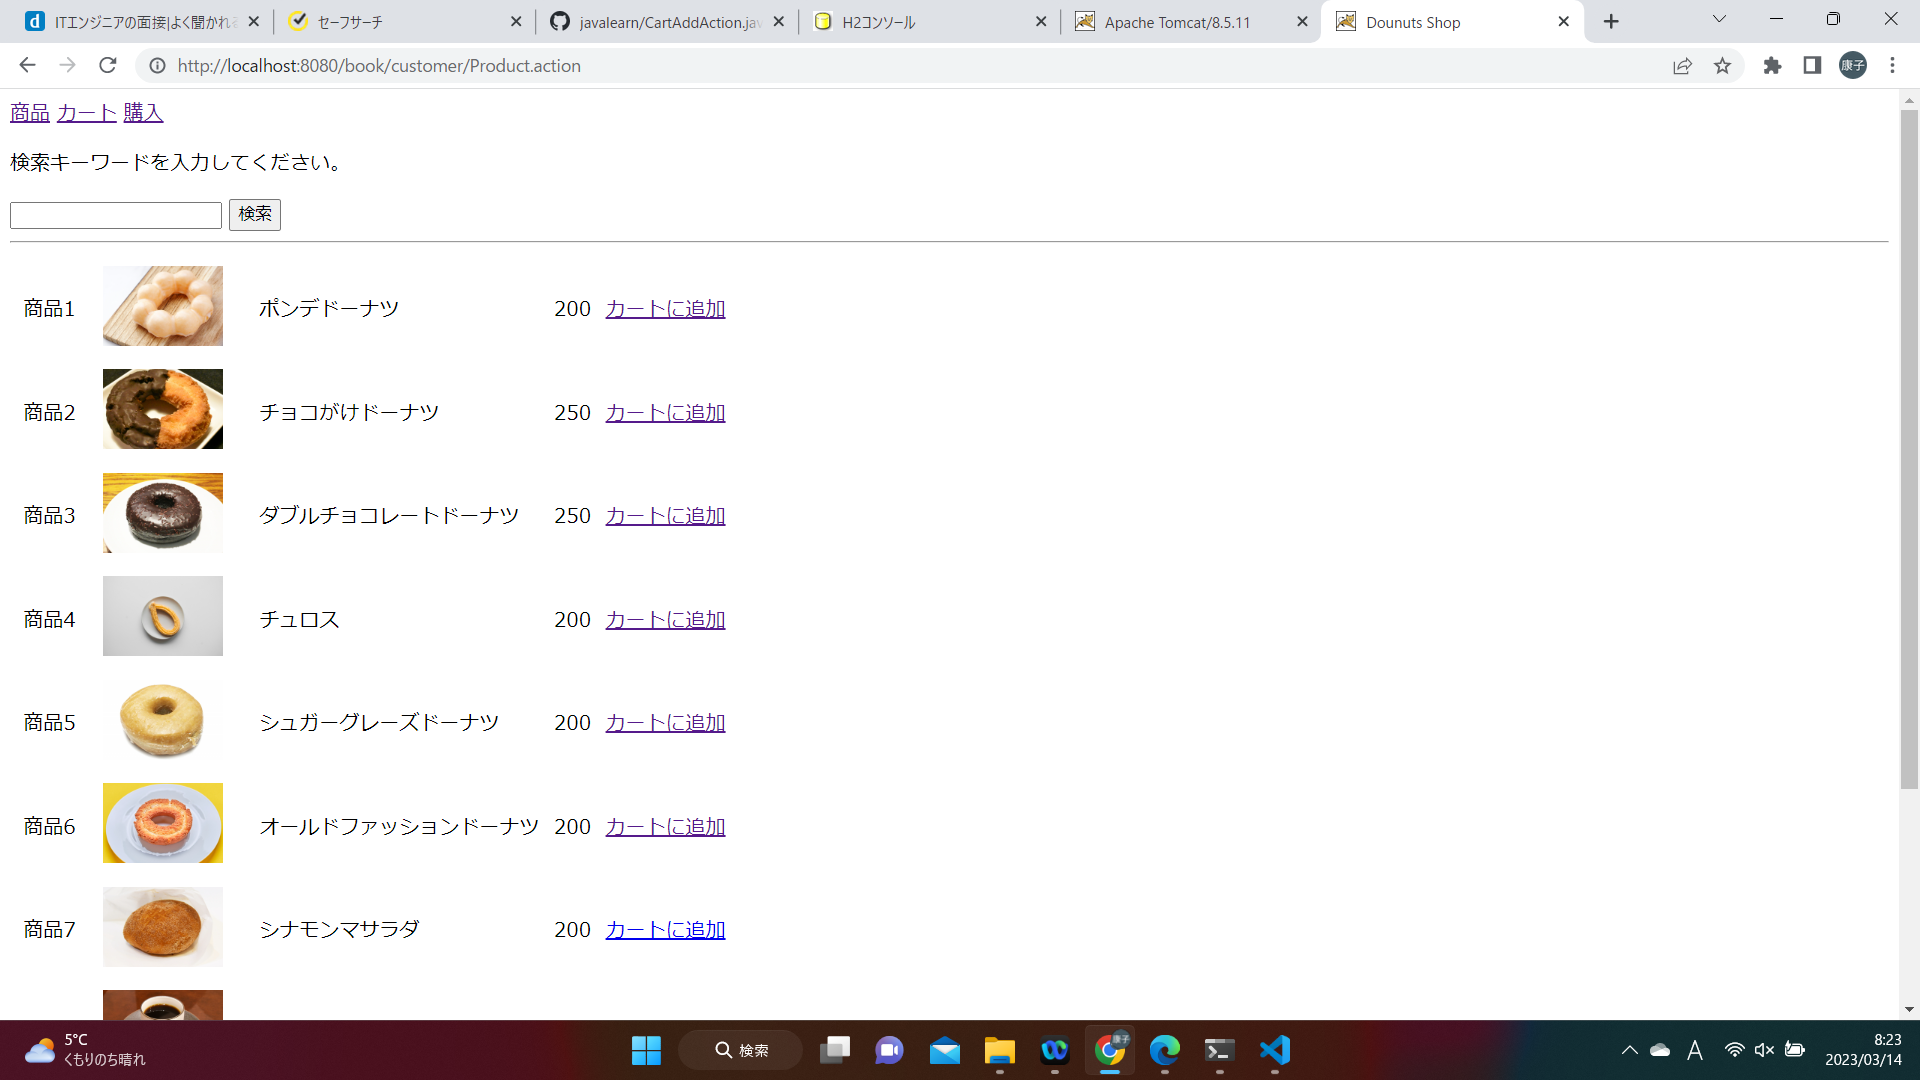 ITエンジニアの面接|よく聞かれる
セーフサーチ
javalearn/CartAddAction.jav
H2コンソール
Apache Tomcat/8.5.11
Dounuts Shop
http://localhost:8080/book/customer/Product.action
康子
商品 カート 購入
検索キーワードを入力してください。
検索
商品1 ポンデドーナツ 200 カートに追加
商品2 チョコがけドーナツ 250 カートに追加
商品3 ダブルチョコレートドーナツ 250 カートに追加
商品4 チュロス 200 カートに追加
商品5 シュガーグレーズドーナツ 200 カートに追加
商品6 オールドファッションドーナツ 200 カートに追加
商品7 シナモンマサラダ 200 カートに追加
5°C
くもりのち晴れ
検索
康子
A
8:23
2023/03/14